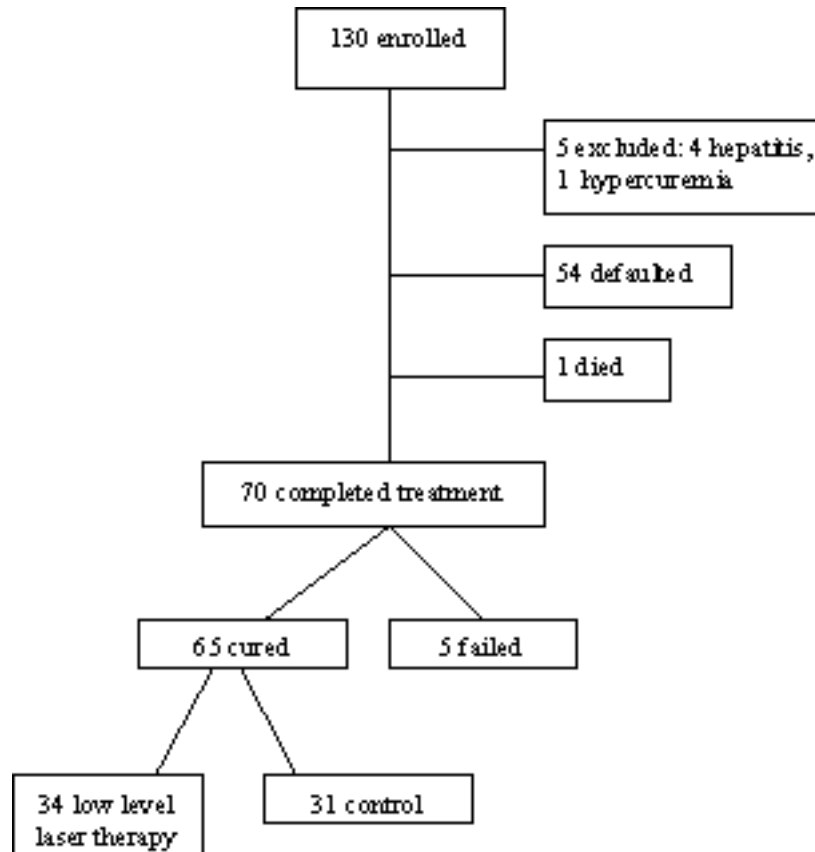 130 enrolled
5 excluded: 4 hepatitis,
1 hypercuremia
54 defaulted
1 died
70 completed treatment
65 cured
5 failed
34 low level
laser therapy
31 control